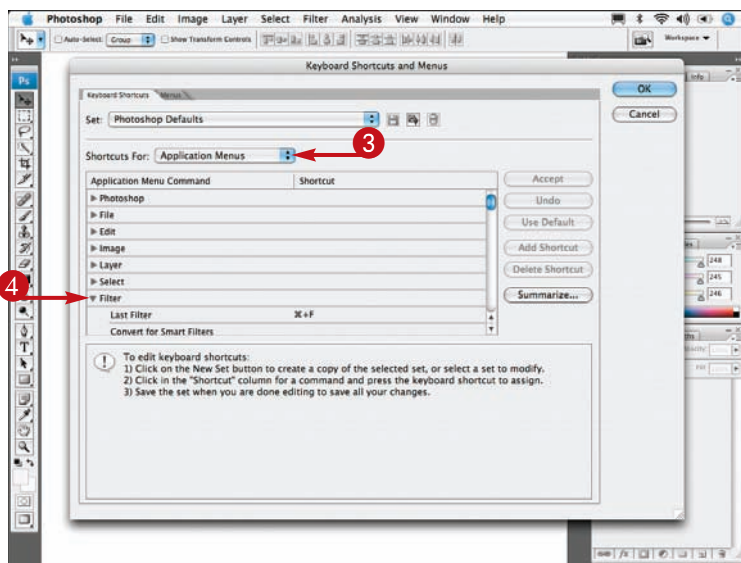 Photoshop File Edit Image Layer Select Filter Analysis View Window Help
Auto-Select: Group Show Transform Controls Workspace
Keyboard Shortcuts and Menus
Info
Ps
Keyboard Shortcuts Menus
OK
Set: Photoshop Defaults
Cancel
3
Shortcuts For: Application Menus
Application Menu Command Shortcut
Accept
Photoshop
Undo
File
Use Default
Edit
Image
Add Shortcut
Layer
Delete Shortcut
248
Select
245
4
Filter
Summarize...
246
Last Filter ⌘+F
Convert for Smart Filters
To edit keyboard shortcuts:
1) Click on the New Set button to create a copy of the selected set, or select a set to modify.
2) Click in the "Shortcut" column for a command and press the keyboard shortcut to assign.
3) Save the set when you are done editing to save all your changes.
T
Fill
fx